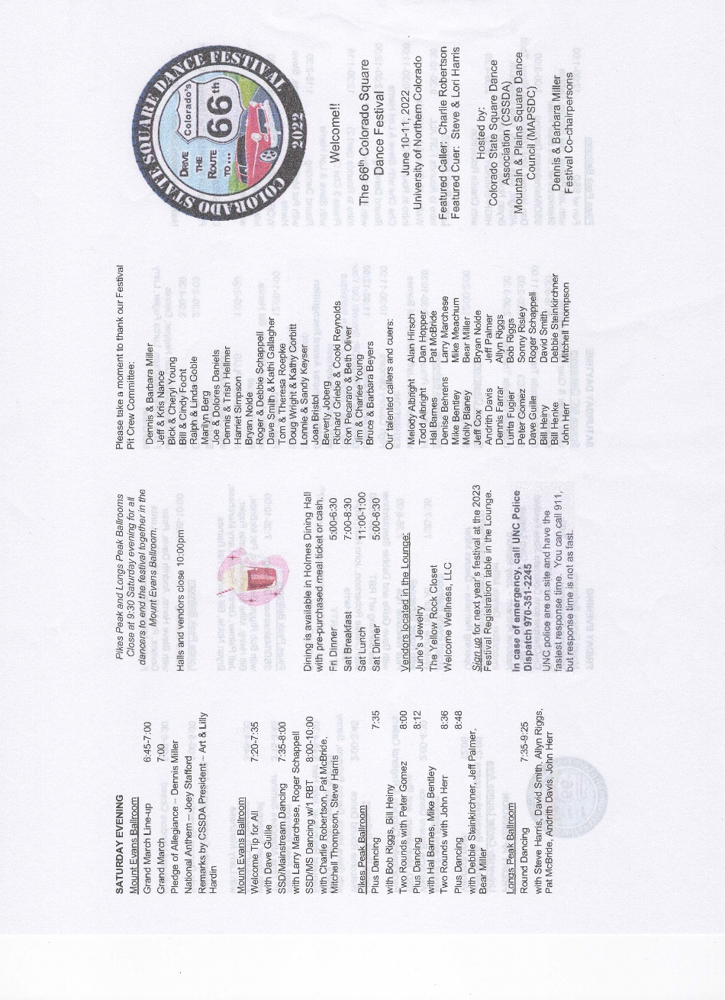 SATURDAY EVENING
Mount Evans Ballroom
Grand March Line-up 6:45-7:00
Grand March 7:00
Pledge of Allegiance – Dennis Miller
National Anthem – Joey Stafford
Remarks by CSSDA President – Art & Lilly
Hardin
Mount Evans Ballroom
Welcome Tip for All 7:20-7:35
with Dave Guille
SSD/Mainstream Dancing 7:35-8:00
with Larry Marchese, Roger Schappell
SSD/MS Dancing w/1 RBT 8:00-10:00
with Charlie Robertson, Pat McBride,
Mitchell Thompson, Steve Harris
Pikes Peak Ballroom
Plus Dancing 7:35
with Bob Riggs, Bill Heiny
Two Rounds with Peter Gomez 8:00
Plus Dancing 8:12
with Hal Barnes, Mike Bentley
Two Rounds with John Herr 8:36
Plus Dancing 8:48
with Debbie Steinkirchner, Jeff Palmer,
Bear Miller
Longs Peak Ballroom
Round Dancing 7:35-9:25
with Steve Harris, David Smith, Allyn Riggs,
Pat McBride, Andrith Davis, John Herr
Pikes Peak and Longs Peak Ballrooms
Close at 9:30 Saturday evening for all
dancers to end the festival together in the
Mount Evans Ballroom.
Halls and vendors close 10:00pm
Dining is available in Holmes Dining Hall
with pre-purchased meal ticket or cash.
Fri Dinner 5:00-6:30
Sat Breakfast 7:00-8:30
Sat Lunch 11:00-1:00
Sat Dinner 5:00-6:30
Vendors located in the Lounge:
June's Jewelry
The Yellow Rock Closet
Welcome Wellness, LLC
Sign up for next year's festival at the 2023
Festival Registration table in the Lounge.
In case of emergency, call UNC Police
Dispatch 970-351-2245
UNC police are on site and have the
fastest response time. You can call 911,
but response time is not as fast.
Please take a moment to thank our Festival
Pit Crew Committee:
Dennis & Barbara Miller
Jeff & Kris Nance
Bick & Cheryl Young
Bill & Cindy Focht
Ralph & Linda Goble
Marilyn Berg
Joe & Dolores Daniels
Dennis & Trish Hellmer
Harriet Simpson
Bryan Nolde
Roger & Debbie Schappell
Dave Smith & Kathi Gallagher
Tom & Theresa Roepke
Doug Wright & Kathy Corbitt
Lonnie & Sandy Keyser
Joan Bristol
Beverly Joberg
Richard Griebe & Cooki Reynolds
Ron Pecararo & Beth Oliver
Jim & Charlee Young
Bruce & Barbara Beyers
Our talented callers and cuers:
Melody Albright Alan Hirsch
Todd Albright Dan Hopper
Hal Barnes Pat McBride
Denise Behrens Larry Marchese
Mike Bentley Mike Meachum
Molly Blaney Bear Miller
Jeff Cox Bryan Nolde
Andrith Davis Jeff Palmer
Dennis Farrar Allyn Riggs
Lunita Fugier Bob Riggs
Peter Gomez Sonny Risley
Dave Guille Roger Schappell
Bill Heiny David Smith
Bill Henke Debbie Steinkirchner
John Herr Mitchell Thompson
COLORADO STATE SQUARE DANCE FESTIVAL
2022
DRIVE
THE
ROUTE
TO...
Colorado's
66th
Welcome!!
The 66th Colorado Square
Dance Festival
June 10-11, 2022
University of Northern Colorado
Featured Caller: Charlie Robertson
Featured Cuer: Steve & Lori Harris
Hosted by:
Colorado State Square Dance
Association (CSSDA)
Mountain & Plains Square Dance
Council (MAPSDC)
Dennis & Barbara Miller
Festival Co-chairpersons